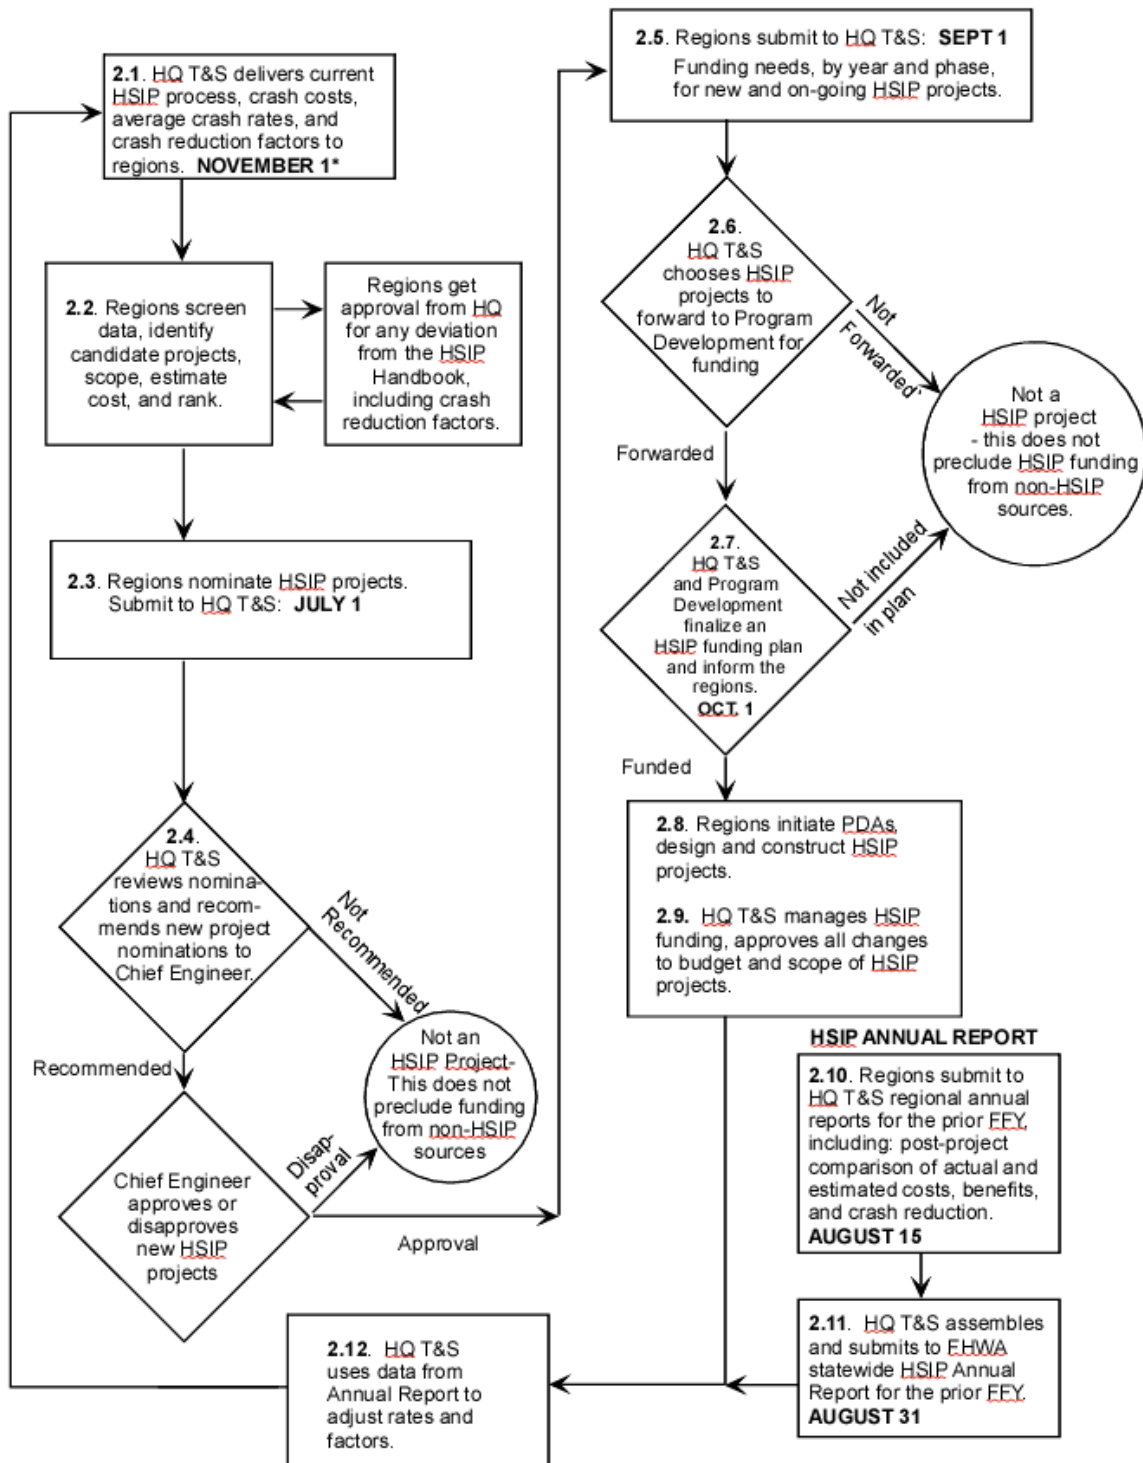 2.1. HQ T&S delivers current
HSIP process, crash costs,
average crash rates, and
crash reduction factors to
regions. NOVEMBER 1*
2.2. Regions screen
data, identify
candidate projects,
scope, estimate
cost, and rank.
Regions get
approval from HQ
for any deviation
from the HSIP
Handbook,
including crash
reduction factors.
2.3. Regions nominate HSIP projects.
Submit to HQ T&S: JULY 1
2.4.
HQ T&S
reviews nomina-
tions and recom-
mends new project
nominations to
Chief Engineer.
Not
Recommended
Recommended
Not an
HSIP Project-
This does not
preclude funding
from non-HSIP
sources
Chief Engineer
approves or
disapproves
new HSIP
projects
Disap-
proval
Approval
2.5. Regions submit to HQ T&S: SEPT 1
Funding needs, by year and phase,
for new and on-going HSIP projects.
2.6.
HQ T&S
chooses HSIP
projects to
forward to Program
Development for
funding
Not
Forwarded`
Forwarded
Not a
HSIP project
- this does not
preclude HSIP funding
from non-HSIP
sources.
2.7.
HQ T&S
and Program
Development
finalize an
HSIP funding plan
and inform the
regions.
OCT. 1
Not included
in plan
Funded
2.8. Regions initiate PDAs,
design and construct HSIP
projects.
2.9. HQ T&S manages HSIP
funding, approves all changes
to budget and scope of HSIP
projects.
HSIP ANNUAL REPORT
2.10. Regions submit to
HQ T&S regional annual
reports for the prior FFY,
including: post-project
comparison of actual and
estimated costs, benefits,
and crash reduction.
AUGUST 15
2.11. HQ T&S assembles
and submits to FHWA
statewide HSIP Annual
Report for the prior FFY.
AUGUST 31
2.12. HQ T&S
uses data from
Annual Report to
adjust rates and
factors.